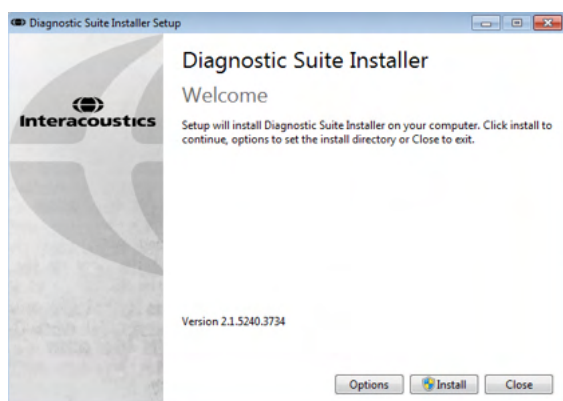 Diagnostic Suite Installer Setup
Diagnostic Suite Installer
Welcome
Interacoustics
Setup will install Diagnostic Suite Installer on your computer. Click install to
continue, options to set the install directory or Close to exit.
Version 2.1.5240.3734
Options Install Close